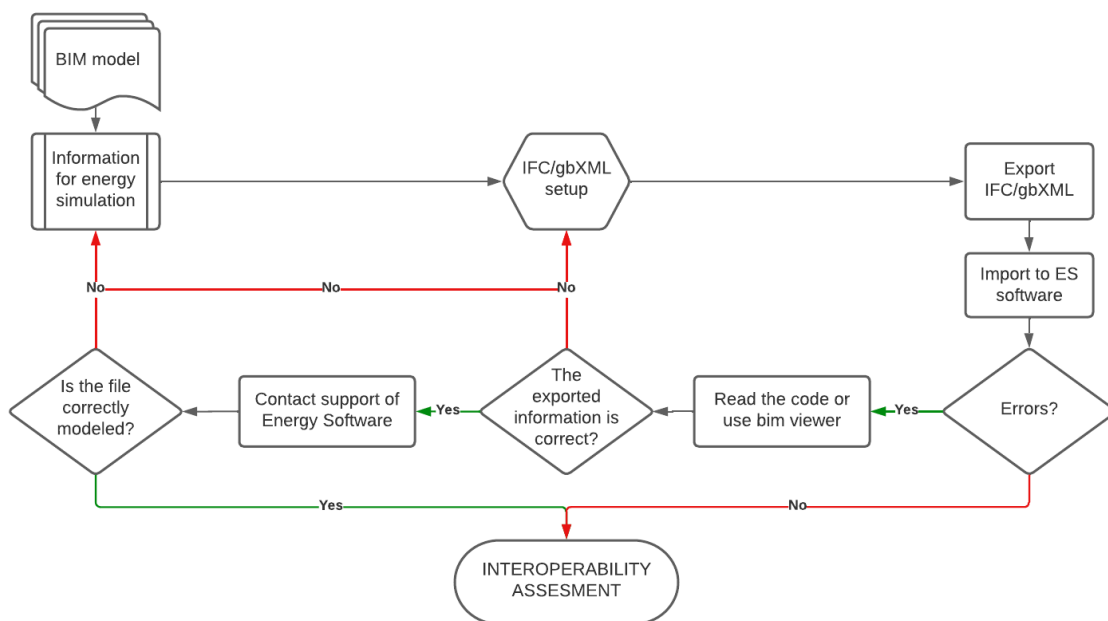 BIM model
Information
for energy
simulation
IFC/gbXML
setup
Export
IFC/gbXML
Import to ES
software
No
No
No
Is the file
correctly
modeled?
Contact support of
Energy Software
Yes
The
exported
information is
correct?
Read the code or
use bim viewer
Yes
Errors?
Yes
No
INTEROPERABILITY
ASSESMENT